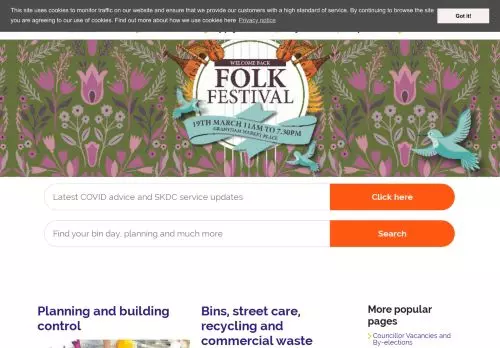 This site uses cookies to monitor traffic on our website and ensure that we provide our customers with a high standard of service. By continuing to browse the site
you are agreeing to our use of cookies. Find out more about how we use cookies here Privacy notice
Got it!
WELCOME BACK
FOLK
FESTIVAL
19TH MARCH 11AM TO 7.30PM
GRANTHAM MARKET PLACE
Latest COVID advice and SKDC service updates
Click here
Find your bin day, planning and much more
Search
Planning and building
control
Bins, street care,
recycling and
commercial waste
More popular
pages
Councillor Vacancies and
By-elections